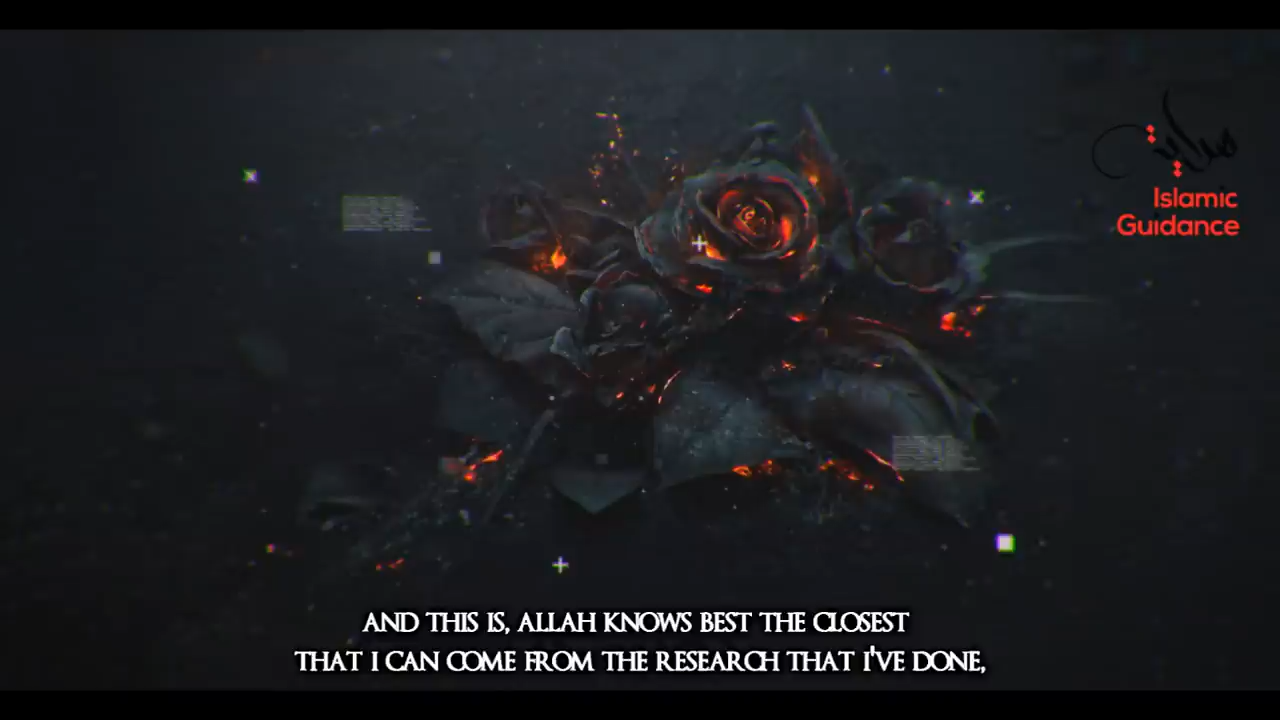 هداية
Islamic
Guidance
AND THIS IS, ALLAH KNOWS BEST THE CLOSEST
THAT I CAN COME FROM THE RESEARCH THAT I'VE DONE,